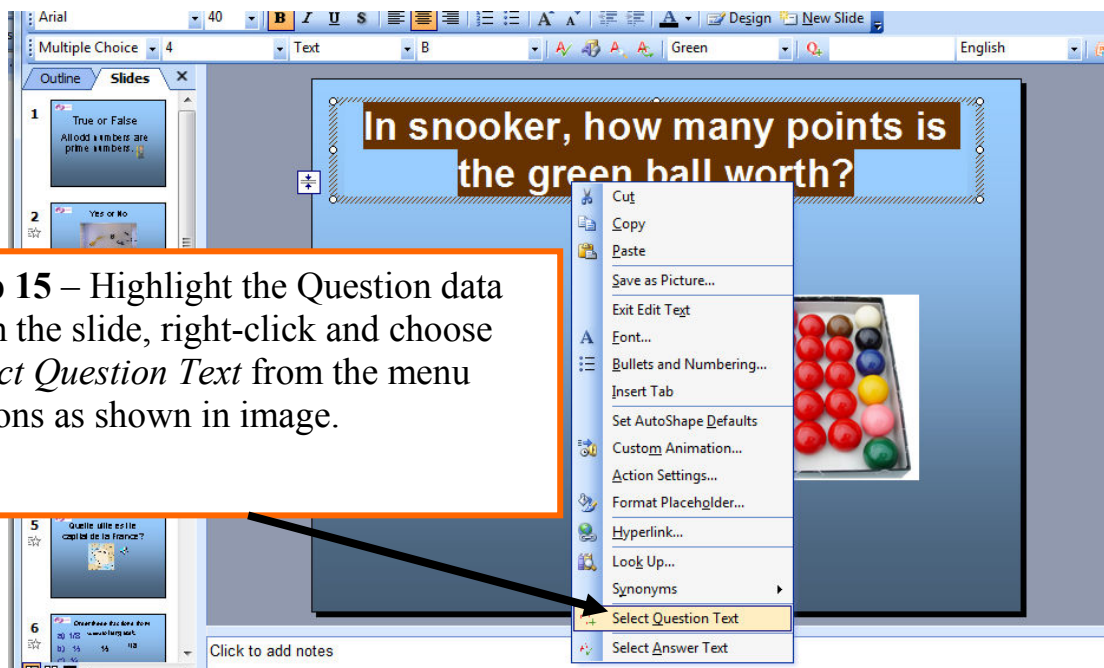 Arial 40 B I U S A A A Design New Slide
Multiple Choice 4 Text B Green English
Outline Slides
1
True or False
All odd numbers are
prime numbers.
2
Yes or No
15 – Highlight the Question data
the slide, right-click and choose
Question Text from the menu
as shown in image.
5
capital de la France?
6
a) 1/8
b)
In snooker, how many points is
the green ball worth?
Cut
Copy
Paste
Save as Picture...
Exit Edit Text
Font...
Bullets and Numbering...
Insert Tab
Set AutoShape Defaults
Custom Animation...
Action Settings...
Format Placeholder...
Hyperlink...
Look Up...
Synonyms
Select Question Text
Select Answer Text
Click to add notes